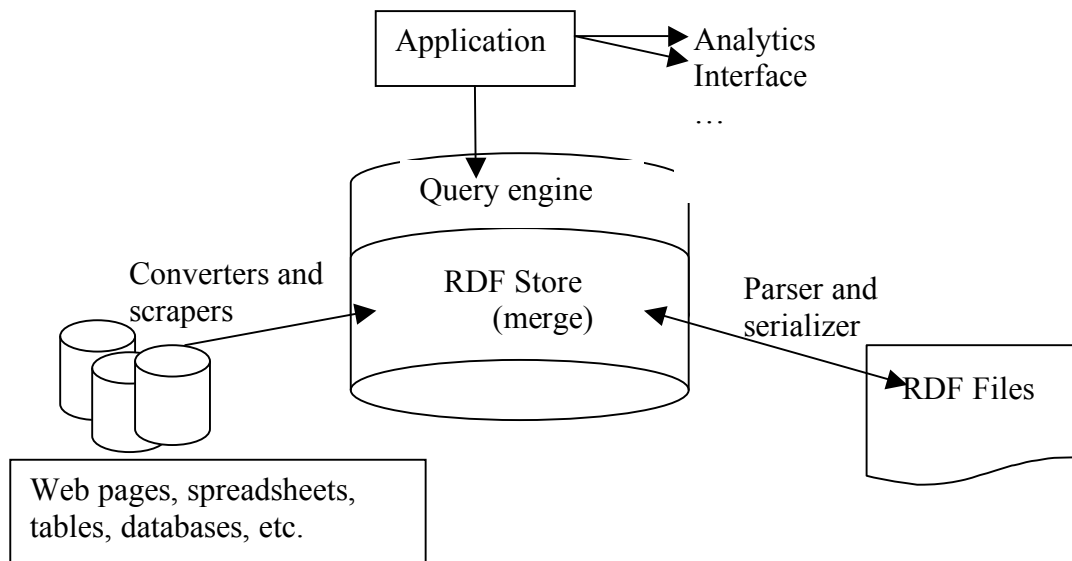 Application
Analytics
Interface
…
Query engine
Converters and
scrapers
RDF Store
(merge)
Parser and
serializer
RDF Files
Web pages, spreadsheets,
tables, databases, etc.